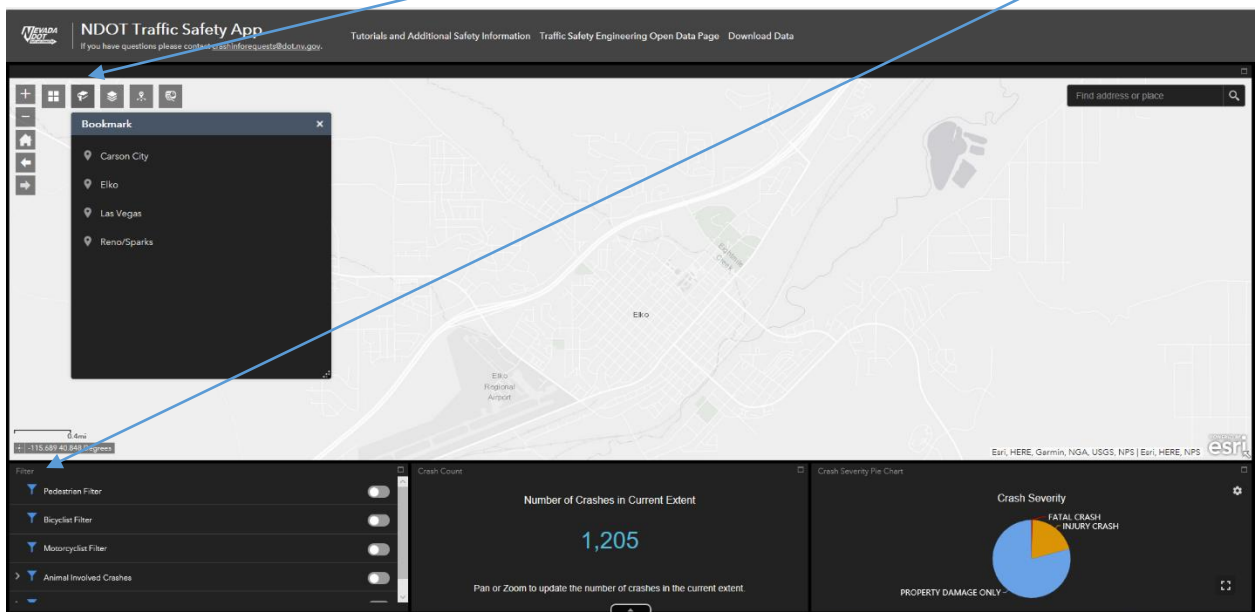 NEVADA
DOT
NDOT Traffic Safety App
If you have questions please contact crashinforequests@dot.nv.gov.
Tutorials and Additional Safety Information Traffic Safety Engineering Open Data Page Download Data
Find address or place
Bookmark
Carson City
Elko
Las Vegas
Reno/Sparks
Creek
Elko
Elko
Regional
Airport
0.4mi
-115.689 40.848 Degrees
Esri, HERE, Garmin, NGA, USGS, NPS | Esri, HERE, NPS
esri
Filter
Pedestrian Filter
Bicyclist Filter
Motorcyclist Filter
Animal Involved Crashes
Crash Count
Number of Crashes in Current Extent
1,205
Pan or Zoom to update the number of crashes in the current extent.
Crash Severity Pie Chart
Crash Severity
FATAL CRASH
INJURY CRASH
PROPERTY DAMAGE ONLY